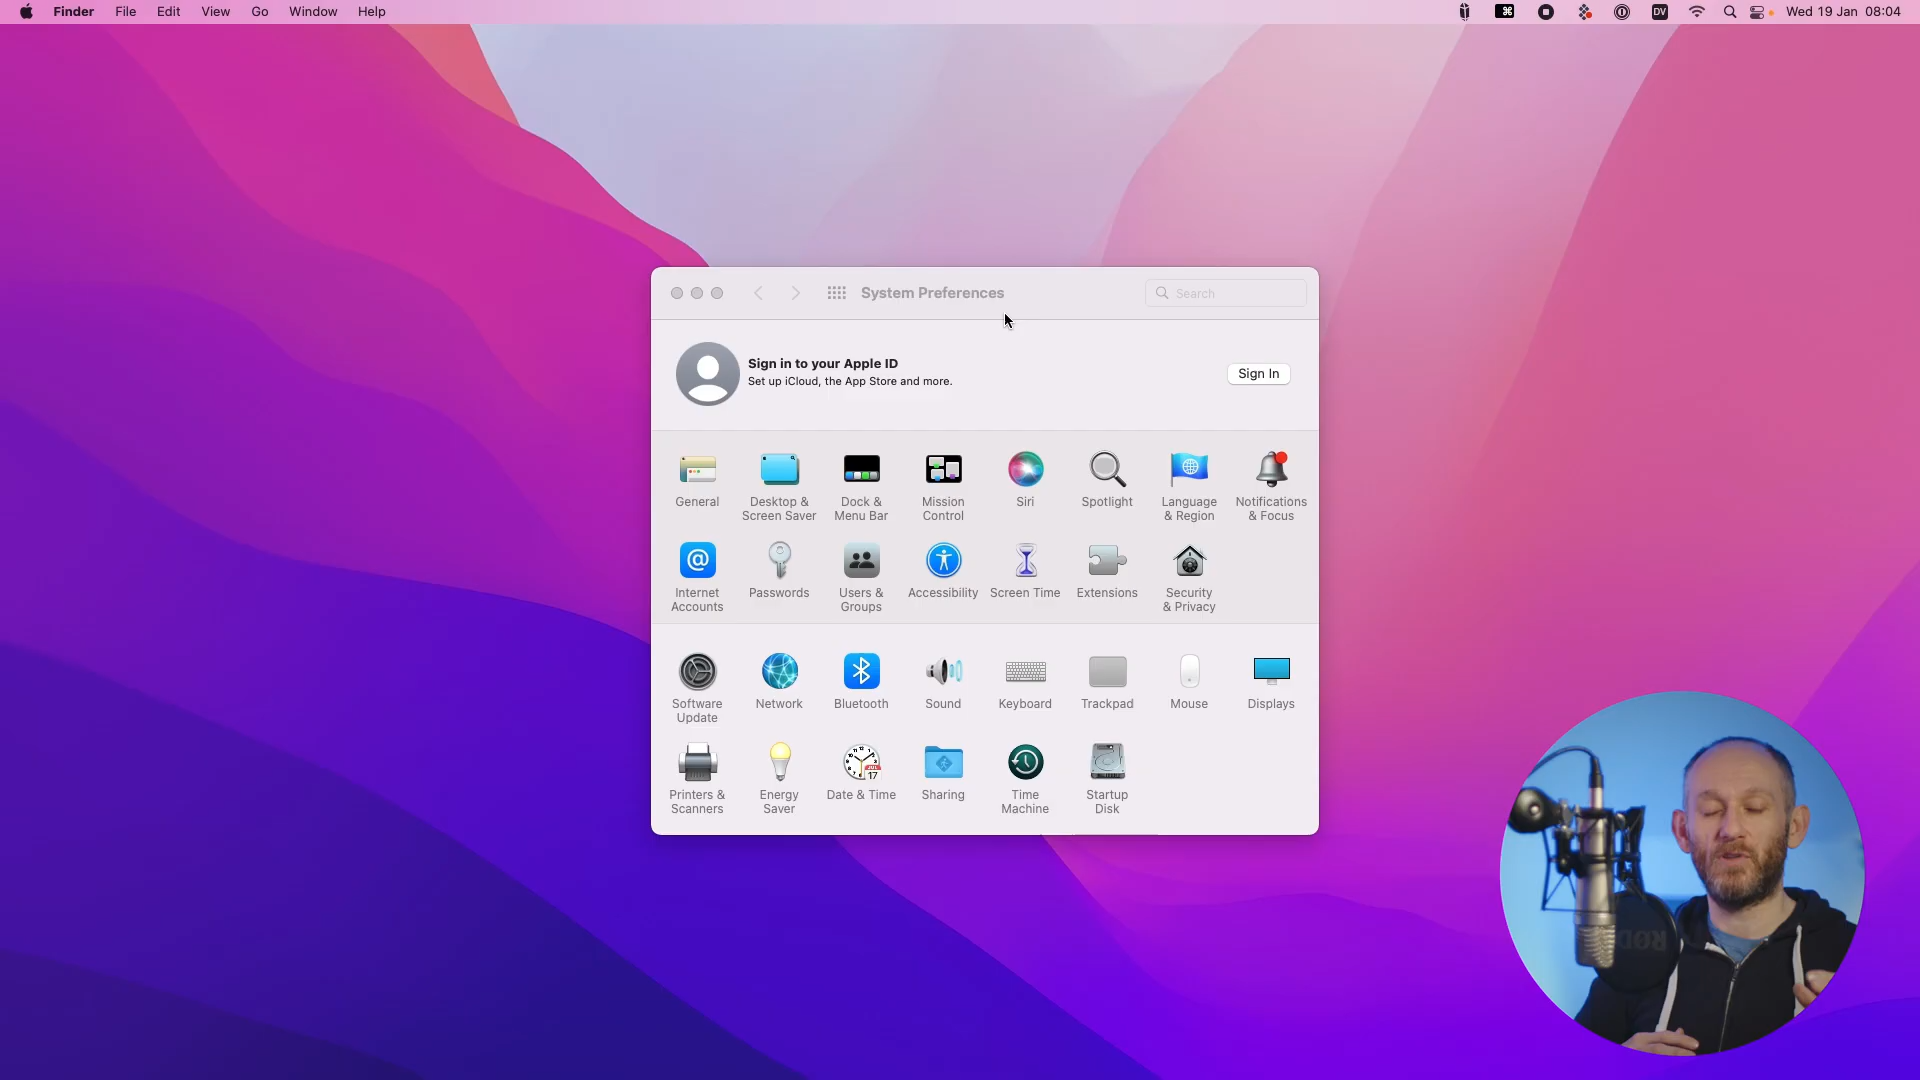 Finder File Edit View Go Window Help
DV Wed 19 Jan 08:04
System Preferences
Search
Sign in to your Apple ID
Set up iCloud, the App Store and more.
Sign In
General
Desktop &
Screen Saver
Dock &
Menu Bar
Mission
Control
Siri
Spotlight
Language
& Region
Notifications
& Focus
Internet
Accounts
Passwords
Users &
Groups
Accessibility
Screen Time
Extensions
Security
& Privacy
Software
Update
Network
Bluetooth
Sound
Keyboard
Trackpad
Mouse
Displays
Printers &
Scanners
Energy
Saver
JUL
17
Date & Time
Sharing
Time
Machine
Startup
Disk
RØDE